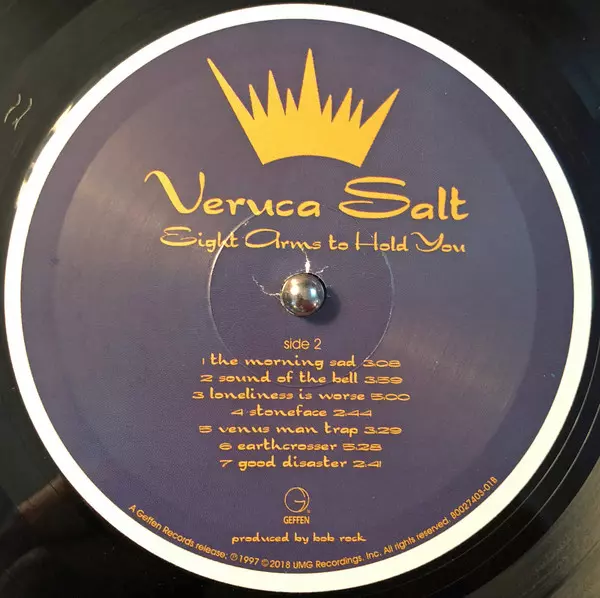 Veruca Salt
Eight Arms to Hold You
side 2
1 the morning sad 3:08
2 sound of the bell 3:59
3 loneliness is worse 5:00
4 stoneface 2:44
5 venus man trap 3:29
6 earthcrosser 5:28
7 good disaster 2:41
G
GEFFEN
produced by bob rock
A Geffen Records release; ℗ 1997 © 2018 UMG Recordings, Inc. All rights reserved. B0027403-01B